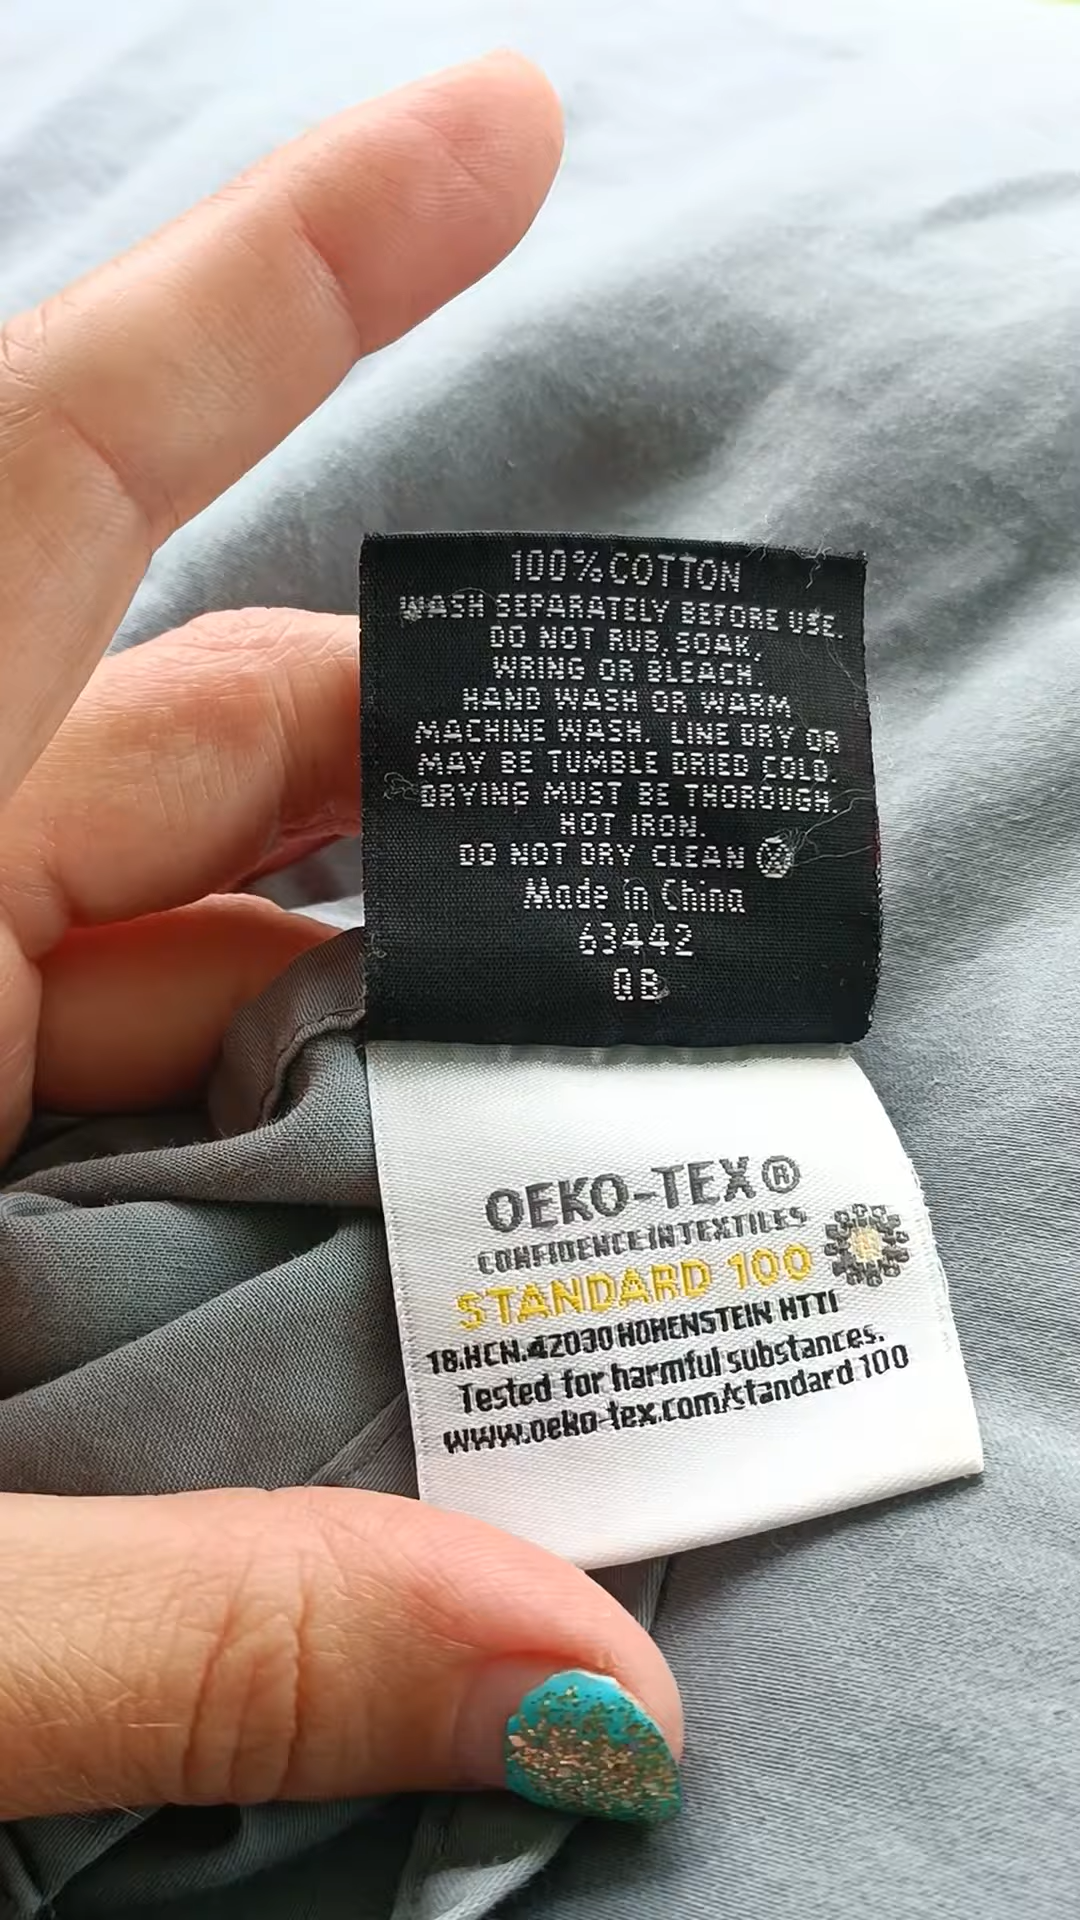 100% COTTON
WASH SEPARATELY BEFORE USE.
DO NOT RUB, SOAK,
WRING OR BLEACH.
HAND WASH OR WARM
MACHINE WASH. LINE DRY OR
MAY BE TUMBLE DRIED COLD.
DRYING MUST BE THOROUGH.
HOT IRON.
DO NOT DRY CLEAN
Made in China
63442
QB
OEKO-TEX®
CONFIDENCE IN TEXTILES
STANDARD 100
18.HCN.42030 HOHENSTEIN HTTI
Tested for harmful substances.
www.oeko-tex.com/standard100